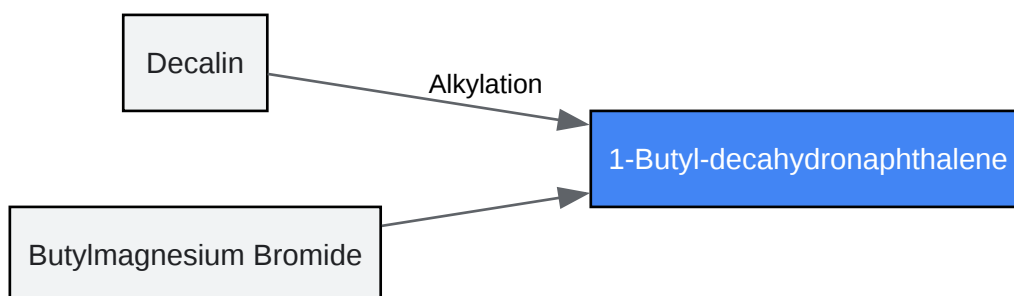 Decalin
Alkylation
1-Butyl-decahydronaphthalene
Butylmagnesium Bromide